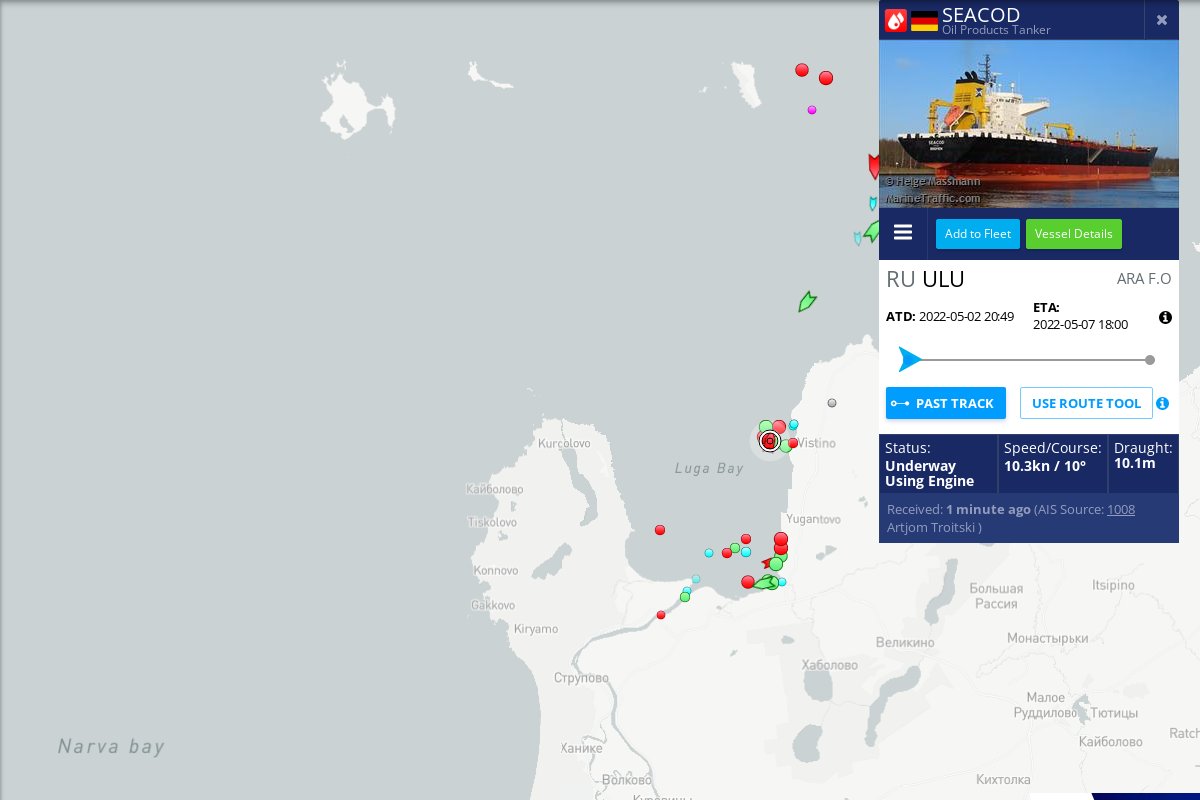 SEACOD
Oil Products Tanker
SEACOD
© Helge Massmann
MarineTraffic.com
Add to Fleet
Vessel Details
RU ULU
ARA F.O
ATD: 2022-05-02 20:49
ETA:
2022-05-07 18:00
PAST TRACK
USE ROUTE TOOL
Status:
Underway
Using Engine
Speed/Course:
10.3kn / 10°
Draught:
10.1m
Received: 1 minute ago (AIS Source: 1008
Artjom Troitski )
Kurcolovo
Vistino
Luga Bay
Кайболово
Tiskolovo
Yugantovo
Konnovo
Gakkovo
Kiryamo
Большая
Россия
Itsipino
Великино
Монастырьки
Хаболово
Струпово
Малое
Руддилово
Тютицы
Ratch
Кайболово
Narva bay
Ханике
Волково
Куразицы
Кихтолка